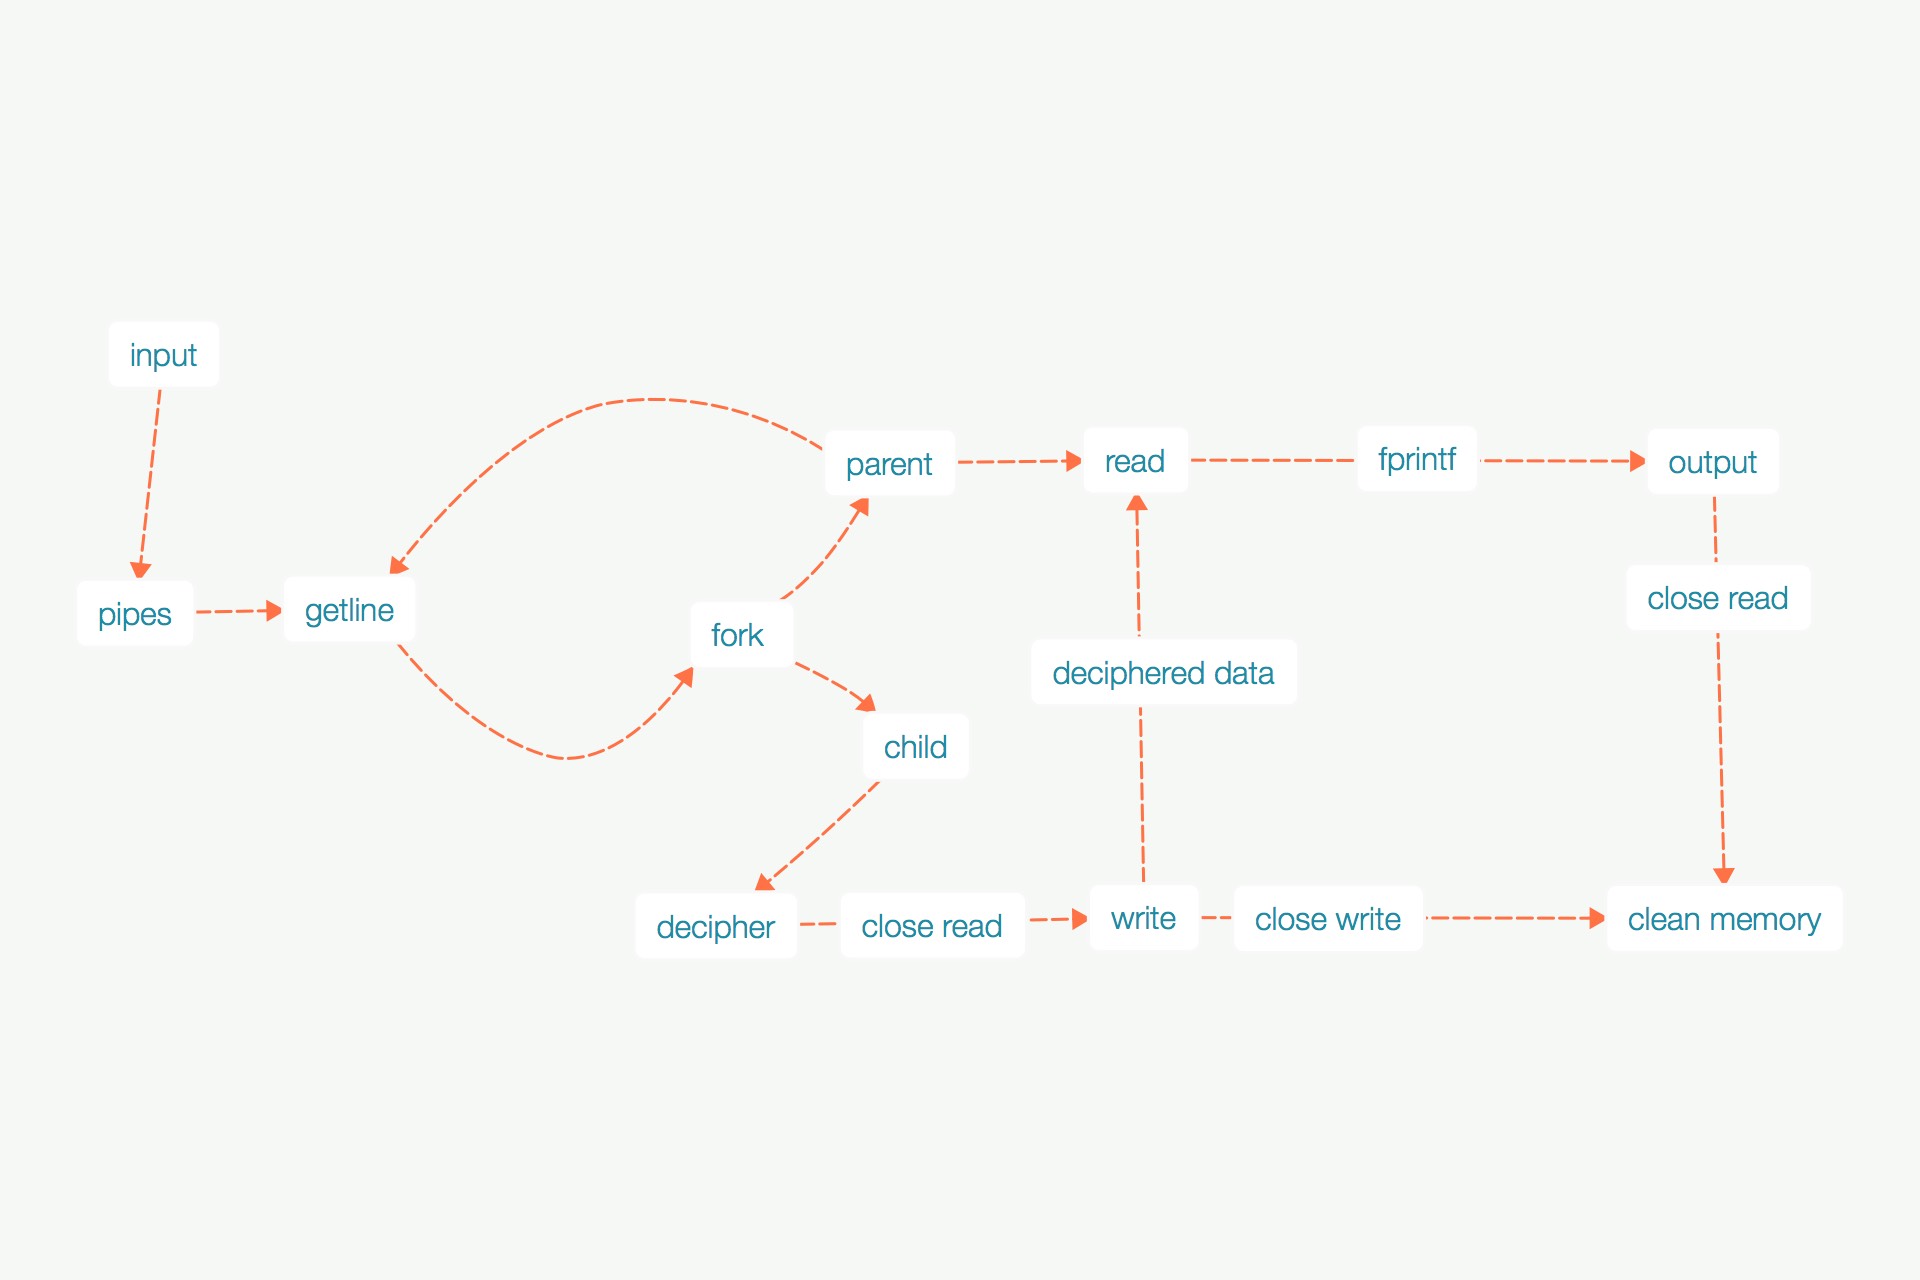 input
pipes
getline
fork
parent
child
read
fprintf
output
deciphered data
close read
decipher
close read
write
close write
clean memory